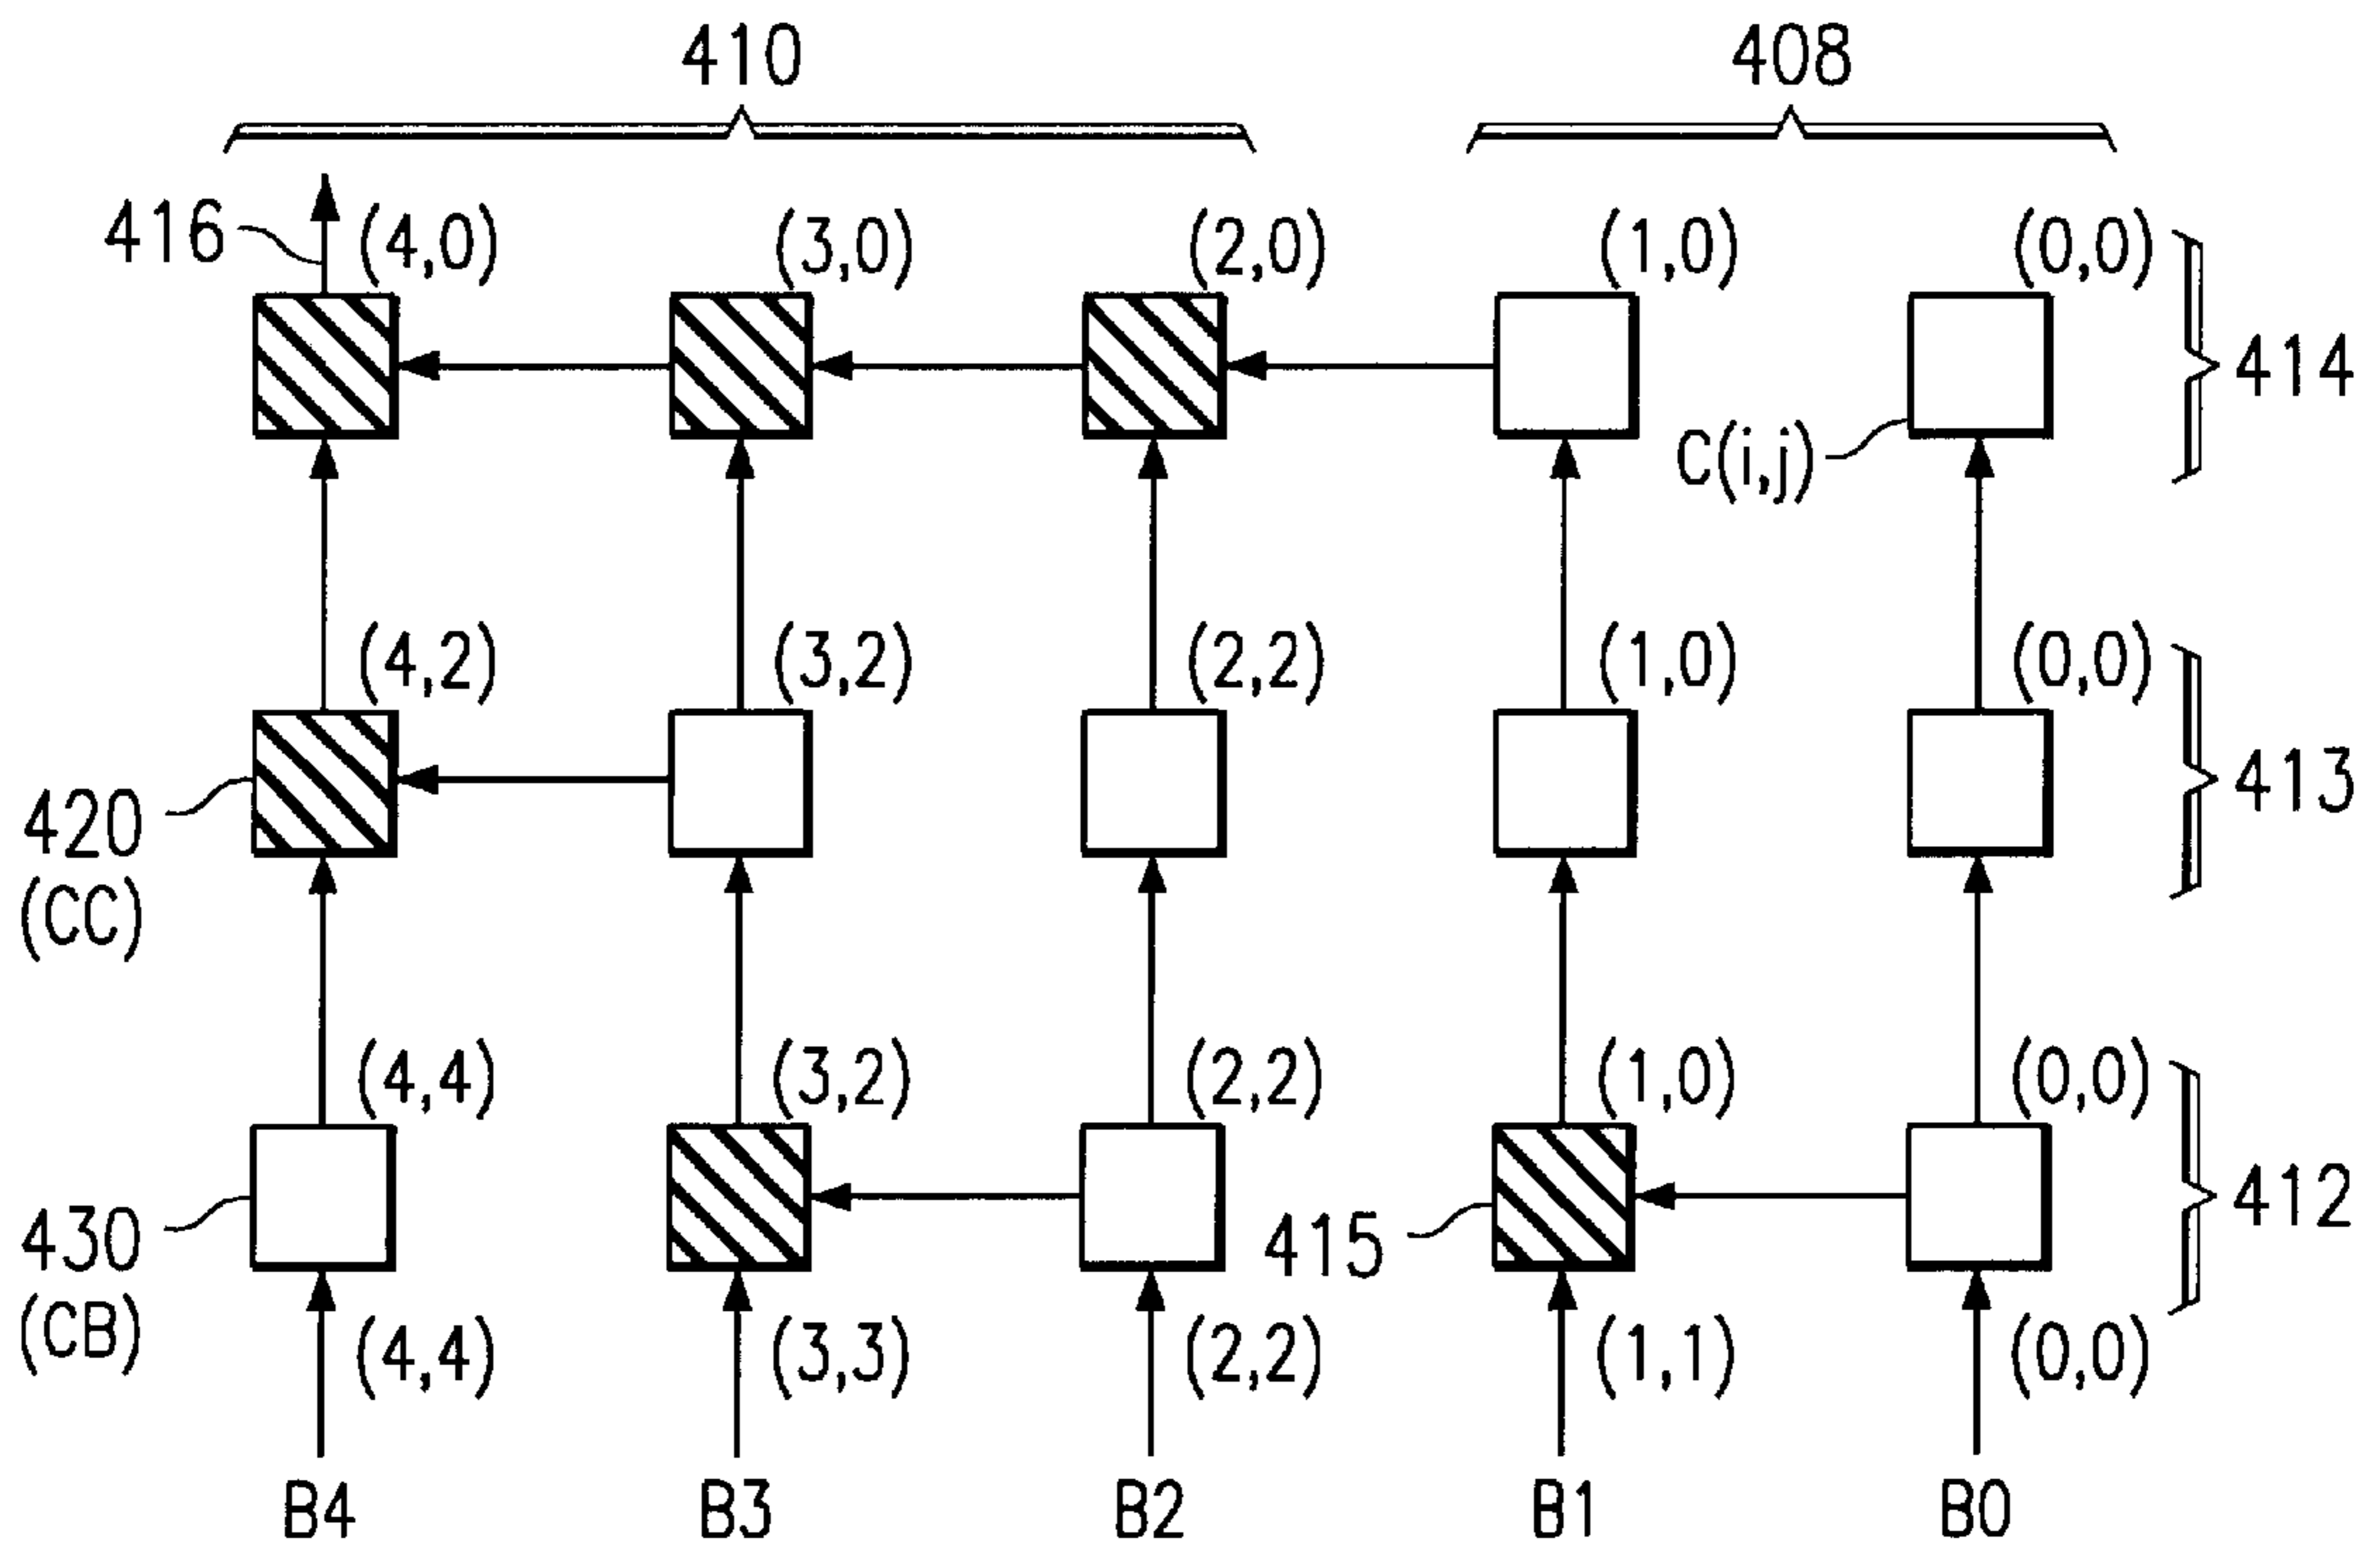 410 408
416 (4,0) (3,0) (2,0) (1,0) (0,0)
414
C(i,j)
(4,2) (3,2) (2,2) (1,0) (0,0)
413
420
(CC)
(4,4) (3,2) (2,2) (1,0) (0,0)
412
430 415
(CB)
(4,4) (3,3) (2,2) (1,1) (0,0)
B4 B3 B2 B1 B0